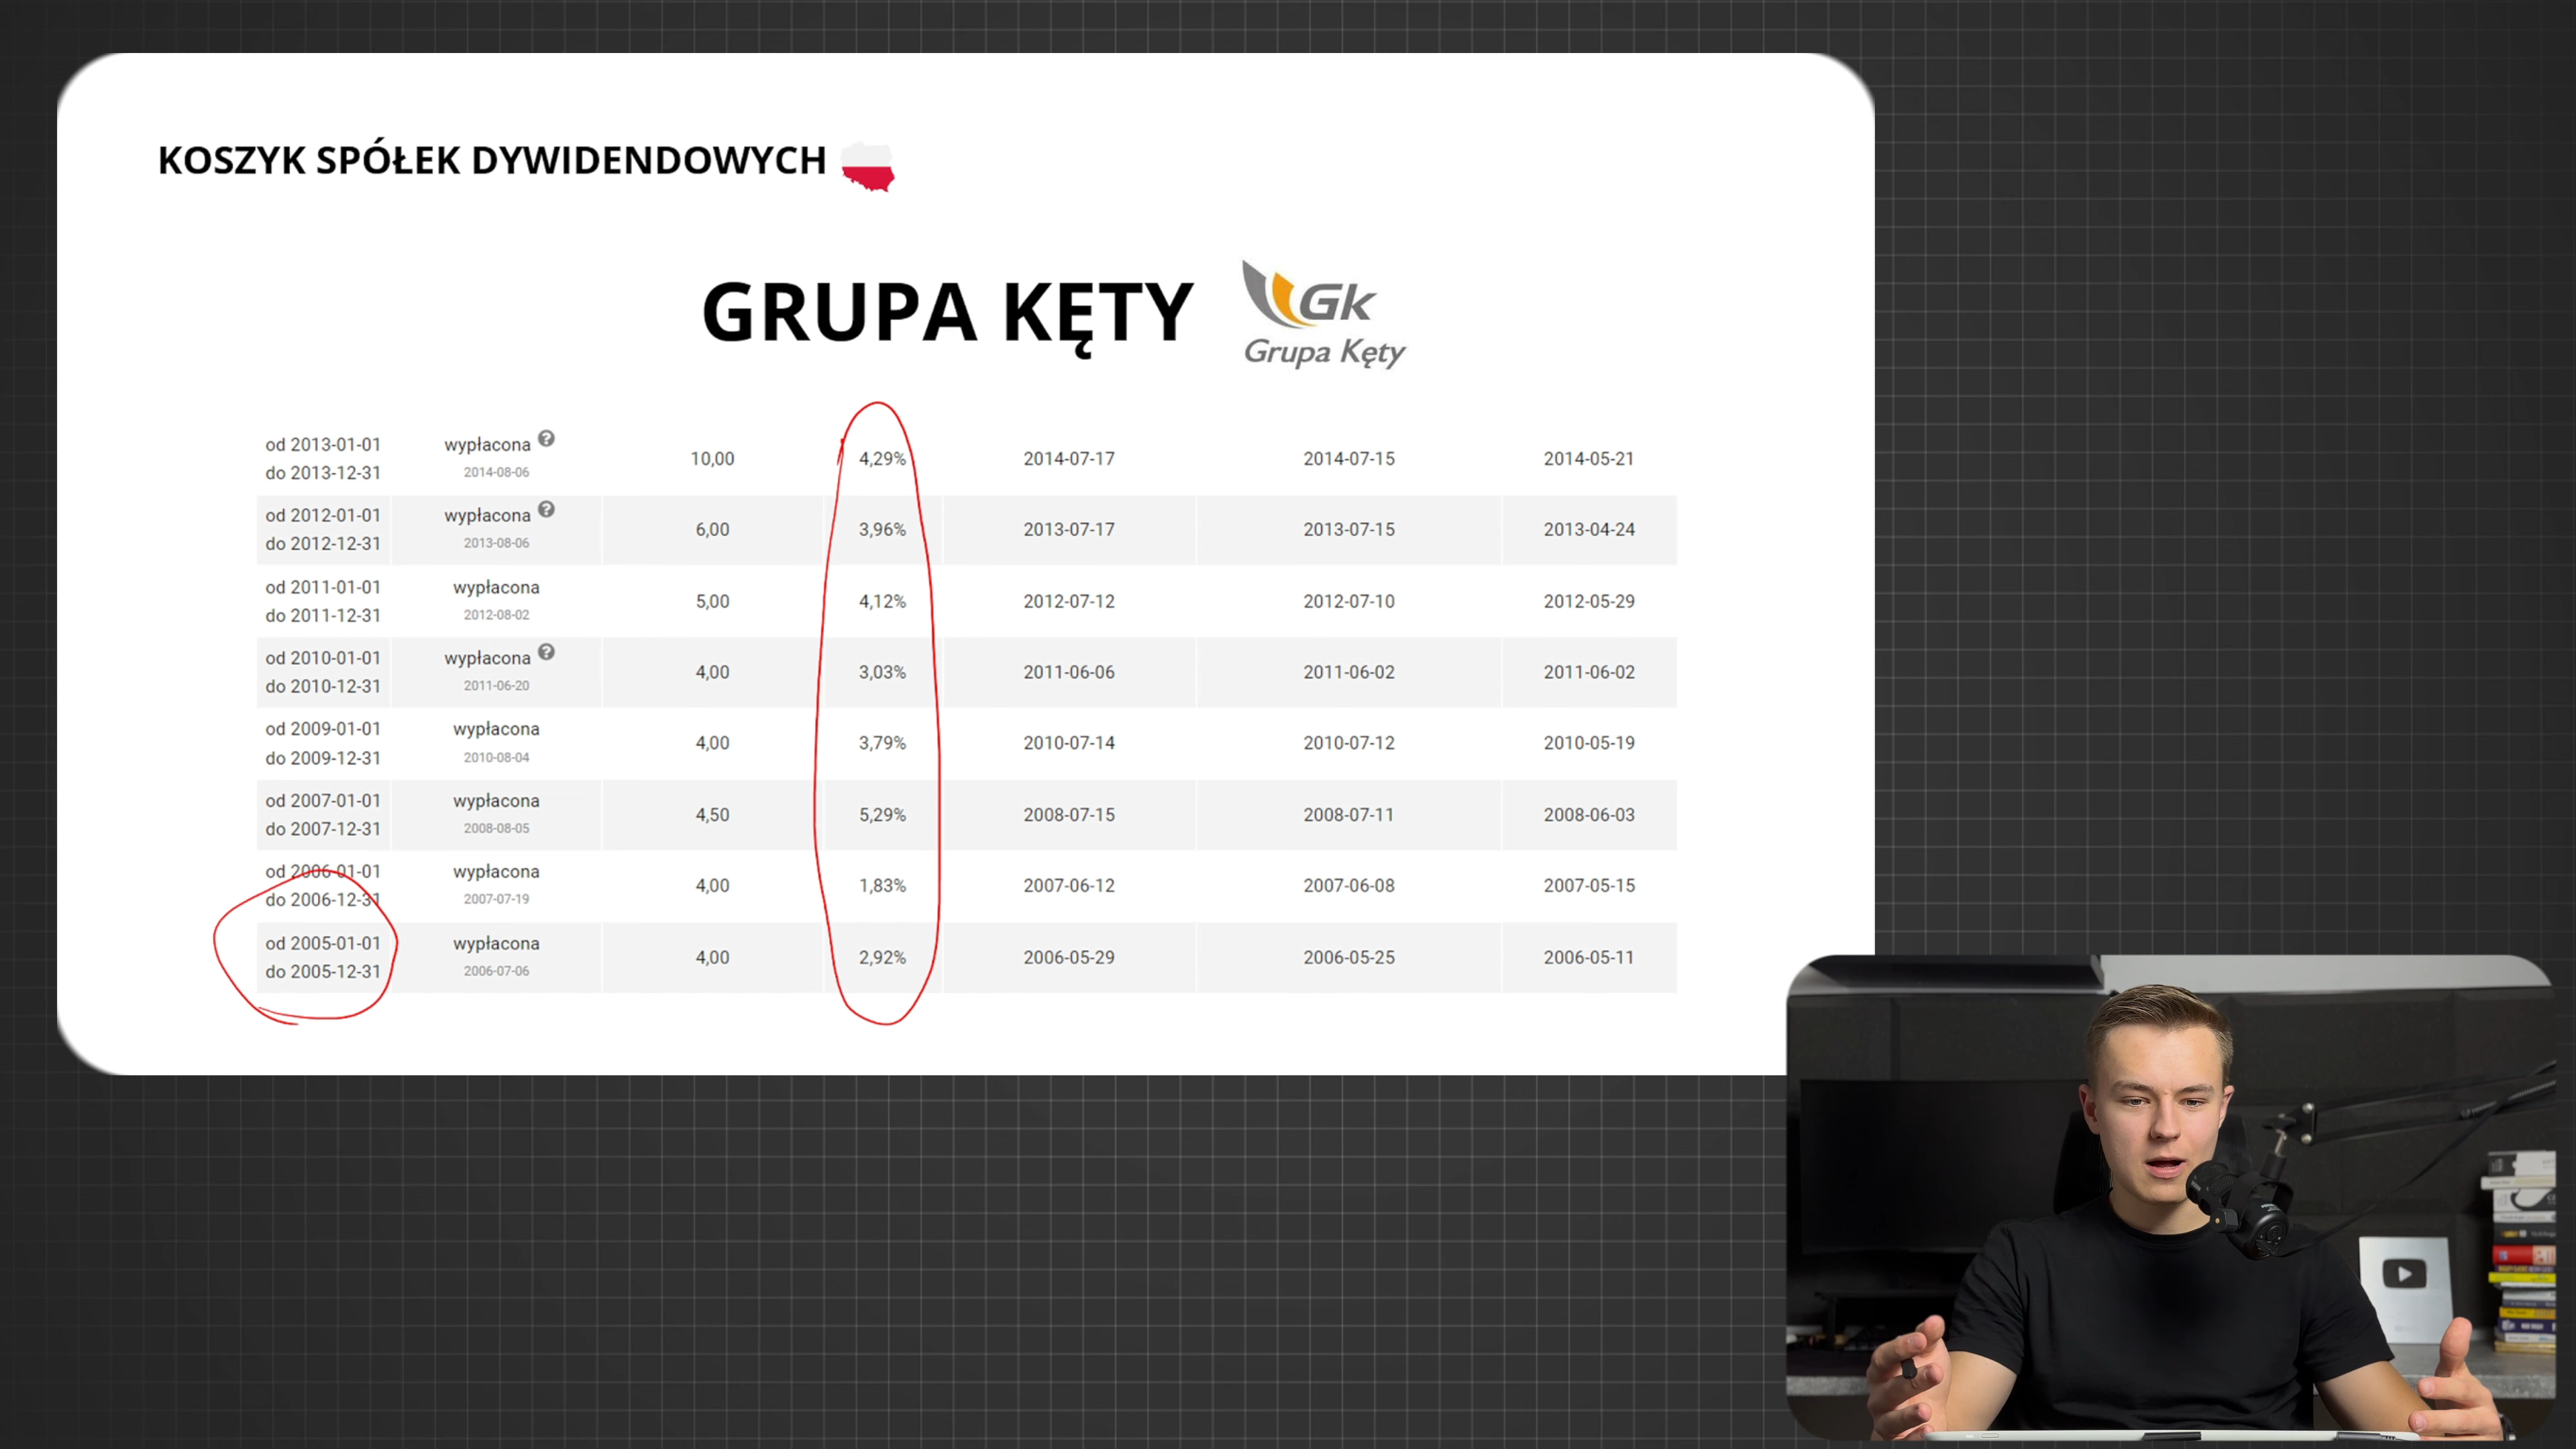 KOSZYK SPÓŁEK DYWIDENDOWYCH
GRUPA KĘTY
Gk
Grupa Kęty
od 2013-01-01 do 2013-12-31 wypłacona ? 2014-08-06 10,00 4,29% 2014-07-17 2014-07-15 2014-05-21
od 2012-01-01 do 2012-12-31 wypłacona ? 2013-08-06 6,00 3,96% 2013-07-17 2013-07-15 2013-04-24
od 2011-01-01 do 2011-12-31 wypłacona 2012-08-02 5,00 4,12% 2012-07-12 2012-07-10 2012-05-29
od 2010-01-01 do 2010-12-31 wypłacona ? 2011-06-20 4,00 3,03% 2011-06-06 2011-06-02 2011-06-02
od 2009-01-01 do 2009-12-31 wypłacona 2010-08-04 4,00 3,79% 2010-07-14 2010-07-12 2010-05-19
od 2007-01-01 do 2007-12-31 wypłacona 2008-08-05 4,50 5,29% 2008-07-15 2008-07-11 2008-06-03
od 2006-01-01 do 2006-12-31 wypłacona 2007-07-19 4,00 1,83% 2007-06-12 2007-06-08 2007-05-15
od 2005-01-01 do 2005-12-31 wypłacona 2006-07-06 4,00 2,92% 2006-05-29 2006-05-25 2006-05-11